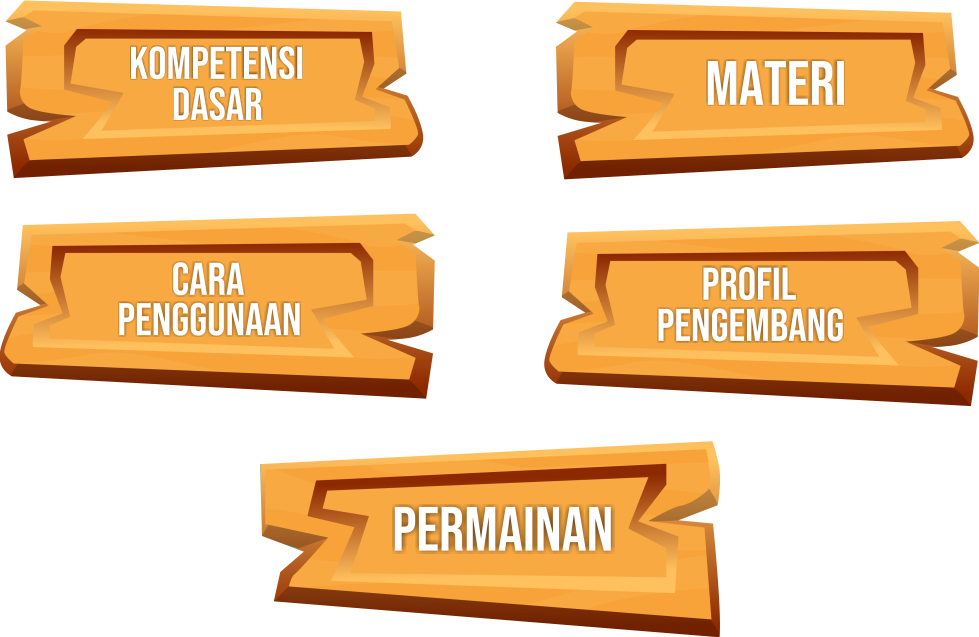 KOMPETENSI
DASAR
MATERI
CARA
PENGGUNAAN
PROFIL
PENGEMBANG
PERMAINAN